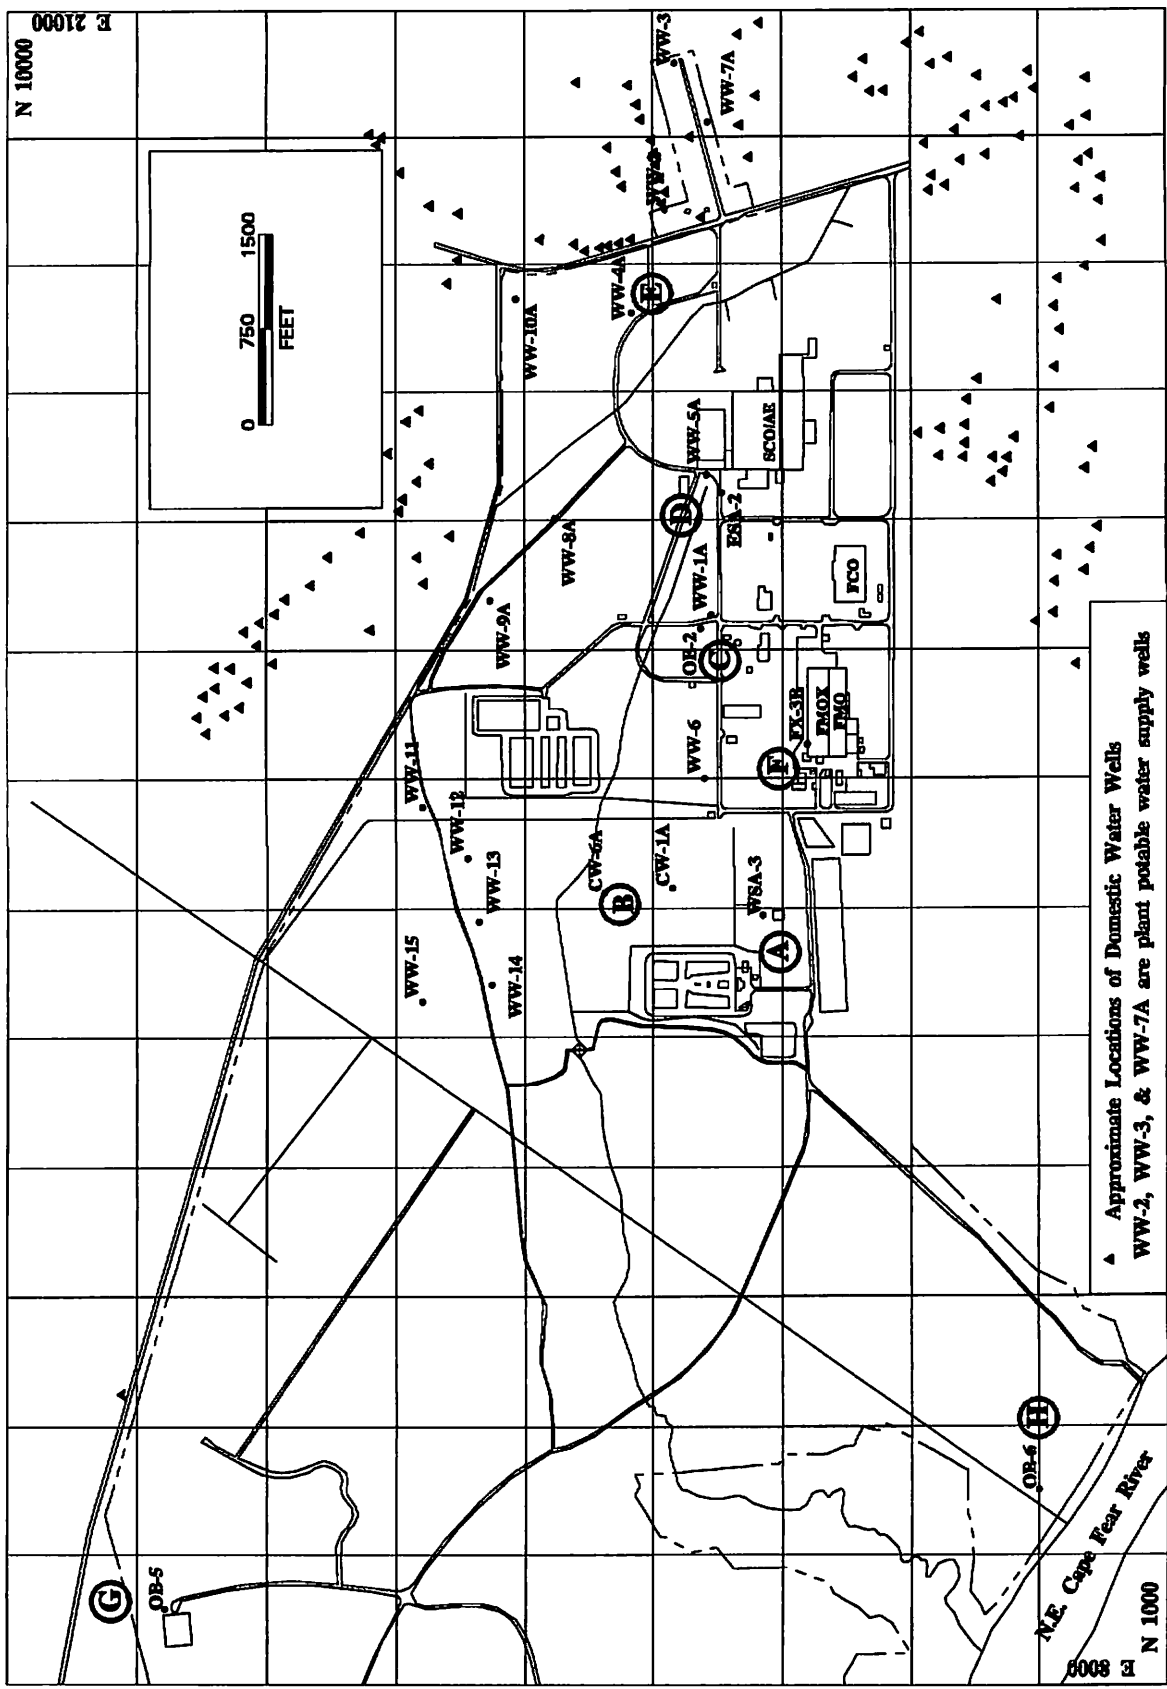 E 21000
N 10000
0 750 1500
FEET
WW-3
WW-7A
WW-2
WW-4A
E
WW-10A
WW-5A
SCO/AE
D
ESA-2
WW-8A
WW-1A
FCO
WW-9A
OB-2
C
WW-6
FX-3B
FMOX
FMO
F
WW-11
WW-12
WW-13
CW-6A
CW-1A
B
WSA-3
A
WW-15
WW-14
G
OB-5
H
OB-6
N.E. Cape Fear River
E 8000
N 1000
▲ Approximate Locations of Domestic Water Wells
WW-2, WW-3, & WW-7A are plant potable water supply wells